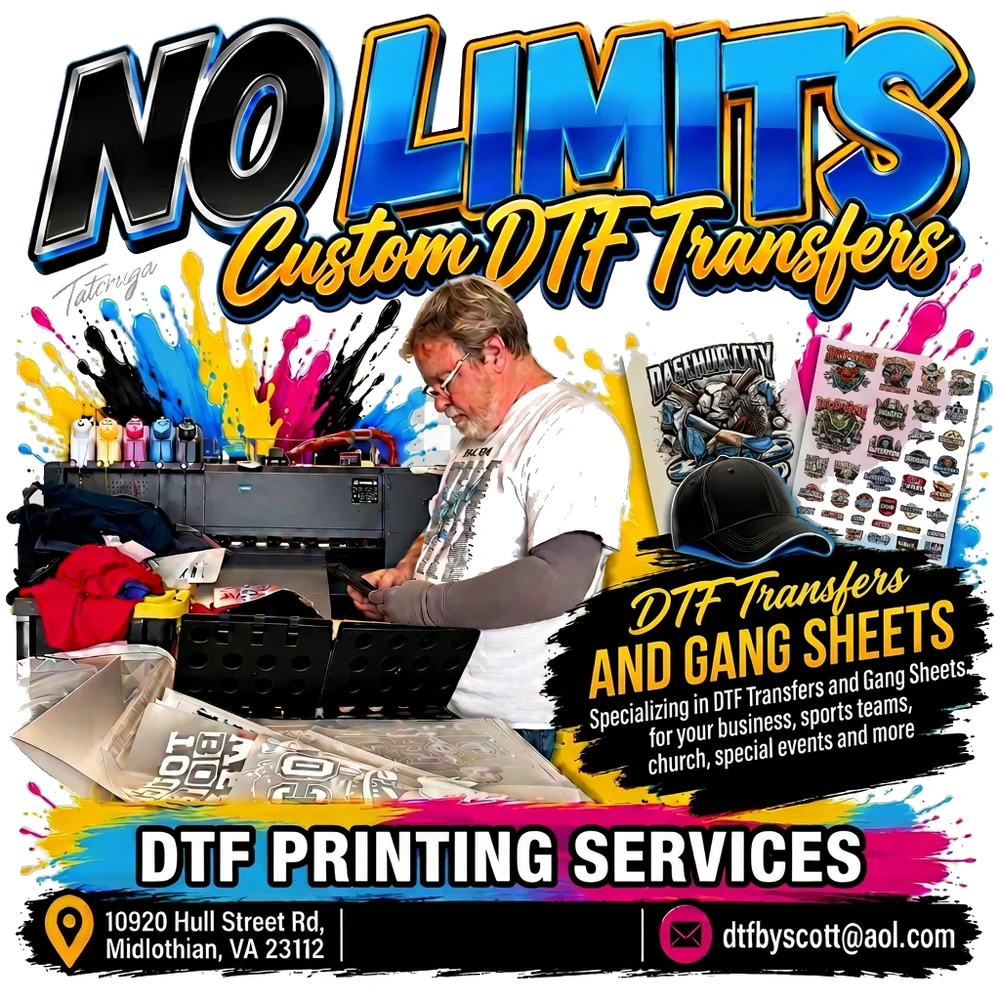 NO LIMITS
Custom DTF Transfers
DASCHUR CITY
DTF Transfers
AND GANG SHEETS
Specializing in DTF Transfers and Gang Sheets
for your business, sports teams,
church, special events and more
DTF PRINTING SERVICES
10920 Hull Street Rd,
Midlothian, VA 23112
dtfbyscott@aol.com